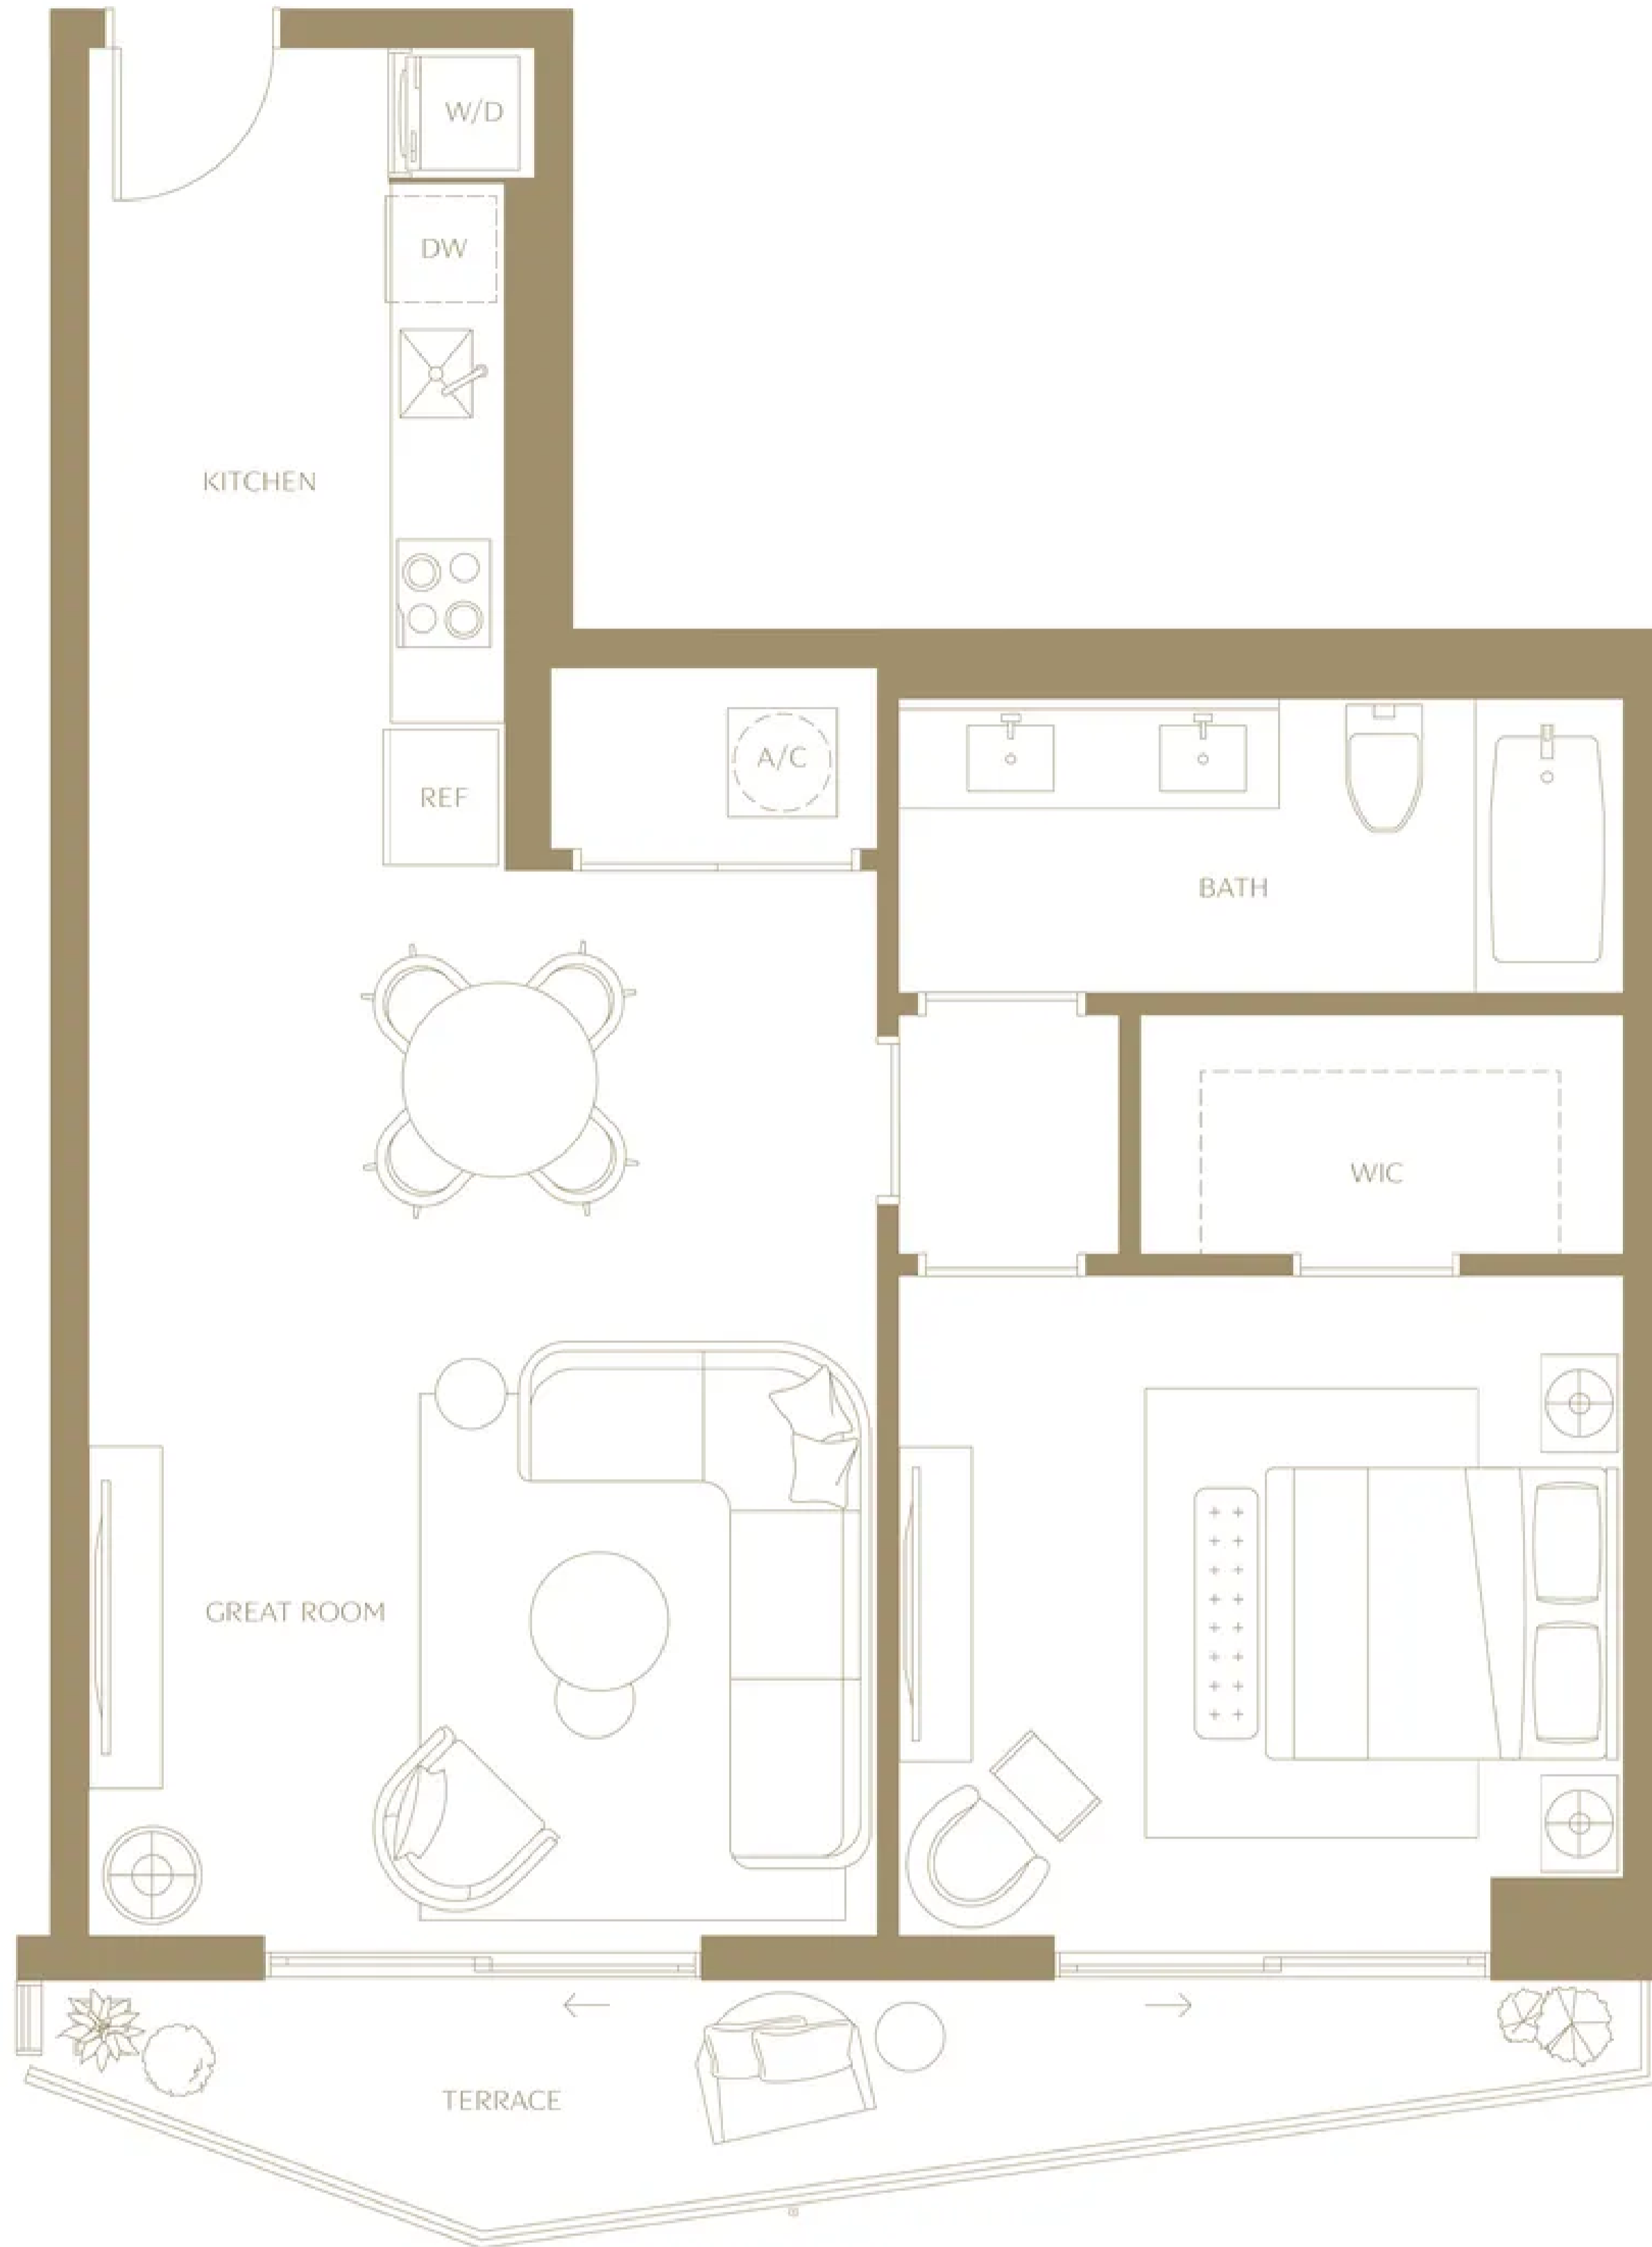 W/D
DW
KITCHEN
A/C
REF
BATH
WIC
GREAT ROOM
TERRACE